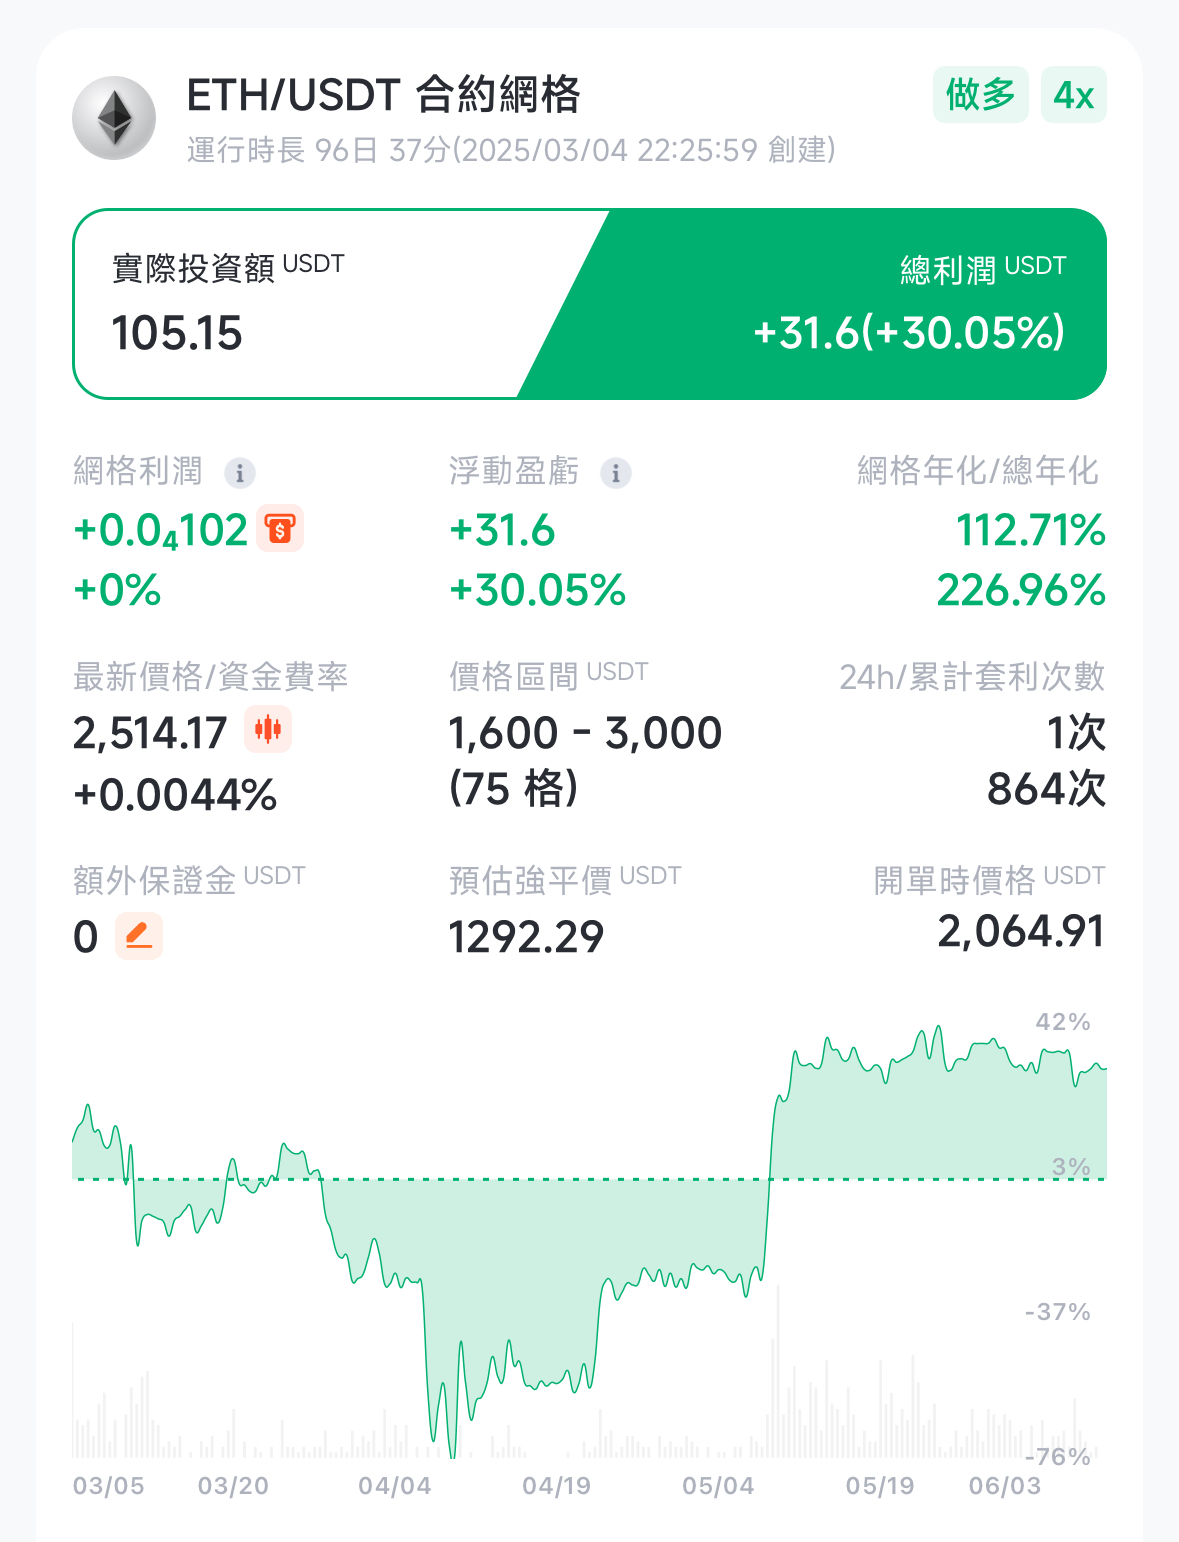 ETH/USDT 合約網格
做多 4x
運行時長 96日 37分(2025/03/04 22:25:59 創建)
實際投資額 USDT
總利潤 USDT
105.15
+31.6(+30.05%)
網格利潤 i
浮動盈虧 i
網格年化/總年化
+0.0₄102
+31.6
112.71%
+0%
+30.05%
226.96%
最新價格/資金費率
價格區間 USDT
24h/累計套利次數
2,514.17
1,600 - 3,000
1次
+0.0044%
(75 格)
864次
額外保證金 USDT
預估強平價 USDT
開單時價格 USDT
0
1292.29
2,064.91
42%
3%
-37%
-76%
03/05 03/20 04/04 04/19 05/04 05/19 06/03